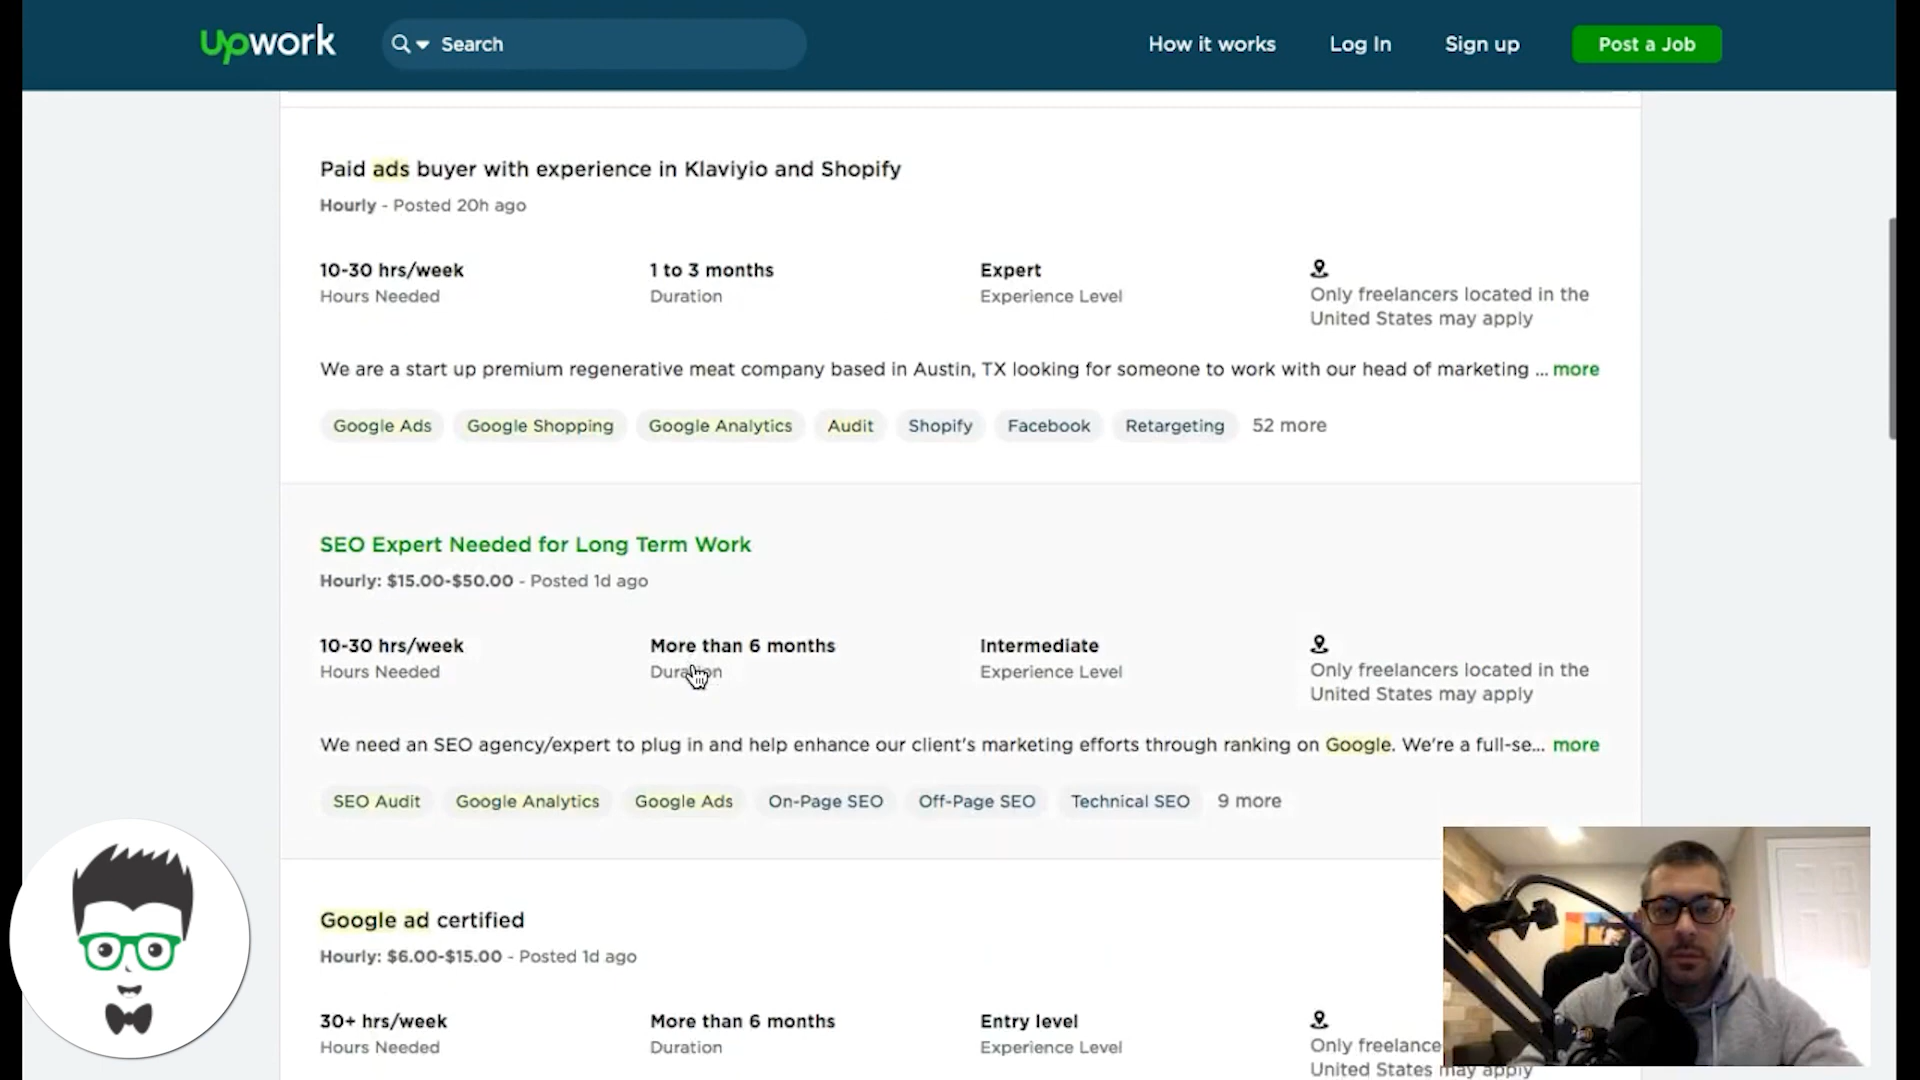 upwork
Search
How it works
Log In
Sign up
Post a Job
Paid ads buyer with experience in Klaviyio and Shopify
Hourly - Posted 20h ago
10-30 hrs/week
Hours Needed
1 to 3 months
Duration
Expert
Experience Level
Only freelancers located in the
United States may apply
We are a start up premium regenerative meat company based in Austin, TX looking for someone to work with our head of marketing ... more
Google Ads
Google Shopping
Google Analytics
Audit
Shopify
Facebook
Retargeting
52 more
SEO Expert Needed for Long Term Work
Hourly: $15.00-$50.00 - Posted 1d ago
10-30 hrs/week
Hours Needed
More than 6 months
Duration
Intermediate
Experience Level
Only freelancers located in the
United States may apply
We need an SEO agency/expert to plug in and help enhance our client's marketing efforts through ranking on Google. We're a full-se... more
SEO Audit
Google Analytics
Google Ads
On-Page SEO
Off-Page SEO
Technical SEO
9 more
Google ad certified
Hourly: $6.00-$15.00 - Posted 1d ago
30+ hrs/week
Hours Needed
More than 6 months
Duration
Entry level
Experience Level
Only freelance
United States may apply